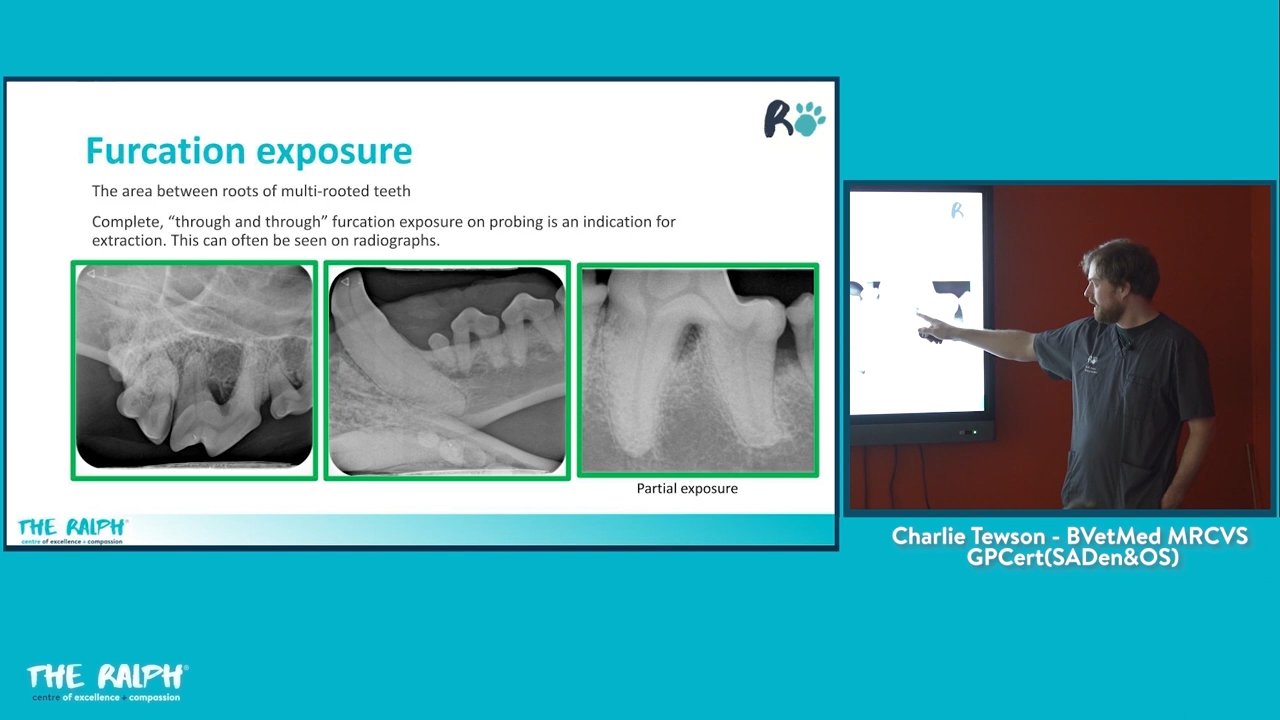 R
Furcation exposure
The area between roots of multi-rooted teeth
Complete, “through and through” furcation exposure on probing is an indication for
extraction. This can often be seen on radiographs.
Partial exposure
THE RALPH®
centre of excellence + compassion
R
Charlie Tewson - BVetMed MRCVS
GPCert(SADen&OS)
THE RALPH®
centre of excellence + compassion